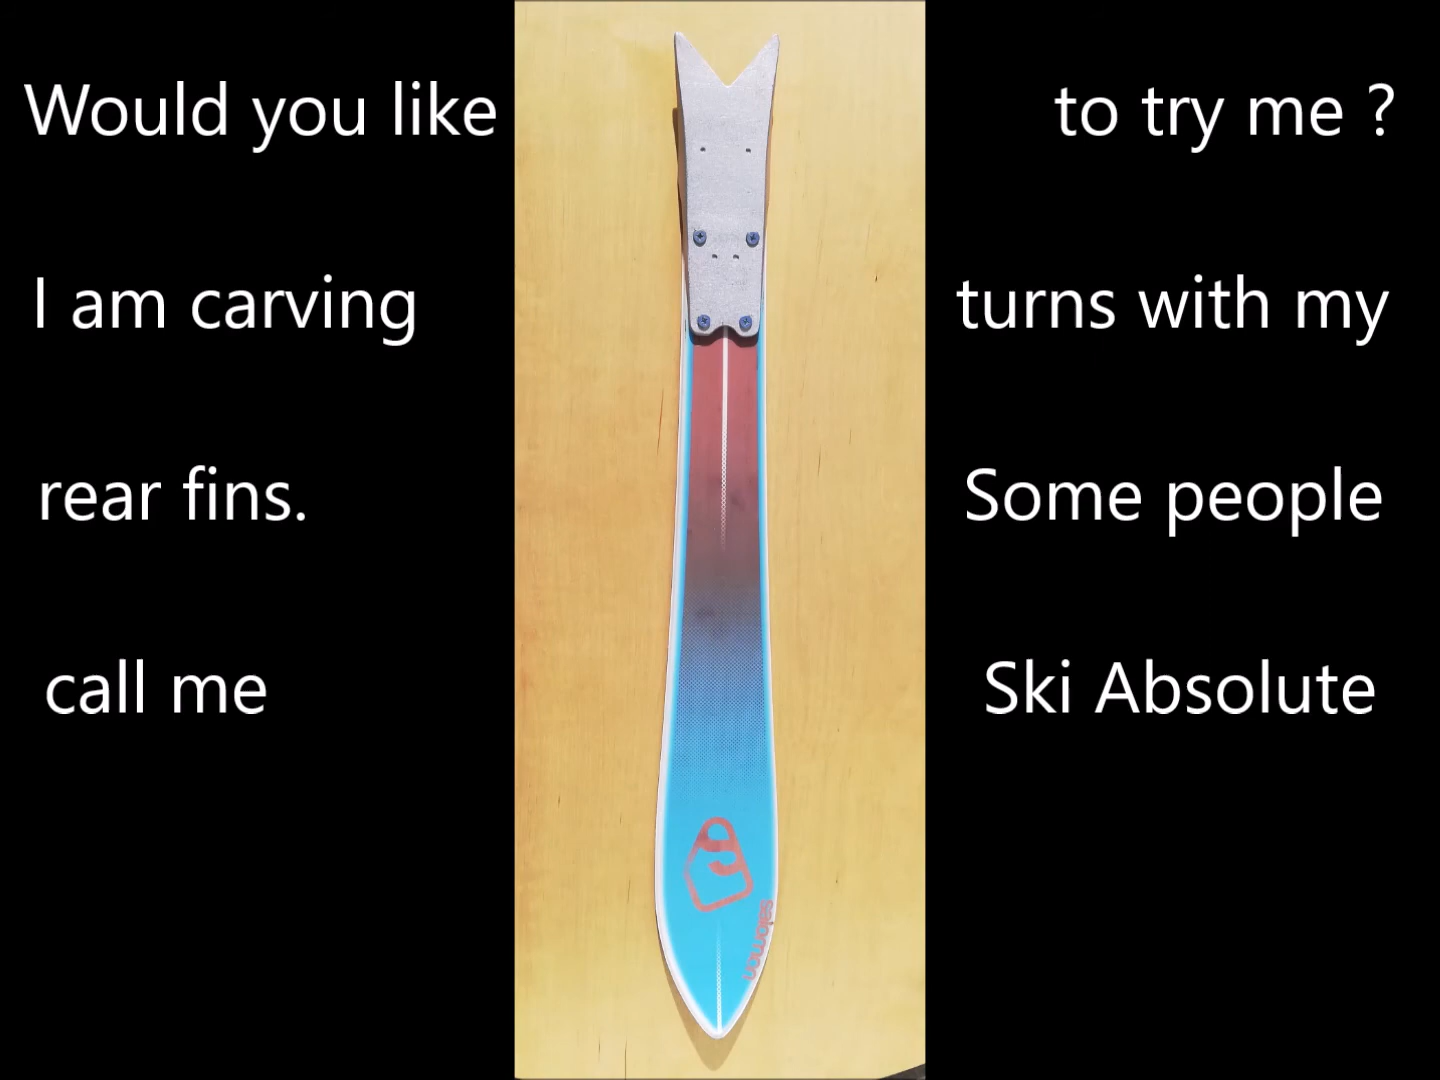 Would you like to try me ?
I am carving turns with my
rear fins. Some people
call me Ski Absolute
salomon